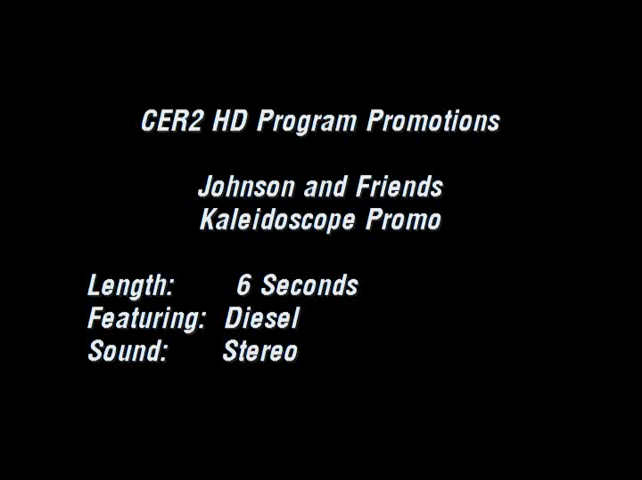 CER2 HD Program Promotions
Johnson and Friends
Kaleidoscope Promo
Length: 6 Seconds
Featuring: Diesel
Sound: Stereo